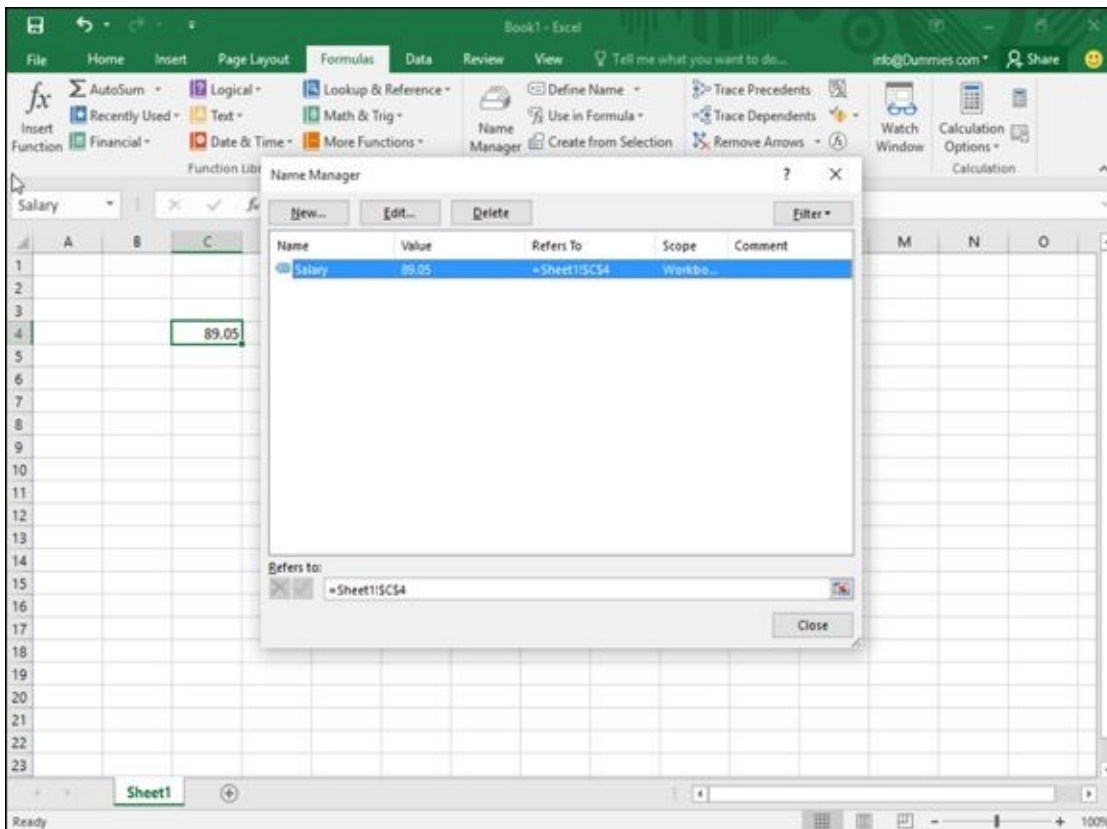 Book1 - Excel
File Home Insert Page Layout Formulas Data Review View Tell me what you want to do... info@Dummies.com Share
fx Insert Function
AutoSum
Recently Used
Financial
Logical
Text
Date & Time
Lookup & Reference
Math & Trig
More Functions
Name Manager
Define Name
Use in Formula
Create from Selection
Trace Precedents
Trace Dependents
Remove Arrows
Watch Window
Calculation Options
Function Libr
Calculation
Salary
Name Manager
? ×
New... Edit... Delete Filter
Name Value Refers To Scope Comment
Salary 89.05 =Sheet1!$C$4 Workbo...
Refers to:
=Sheet1!$C$4
Close
A B C M N O
1
2
3
4 89.05
5
6
7
8
9
10
11
12
13
14
15
16
17
18
19
20
21
22
23
Sheet1
Ready
100%